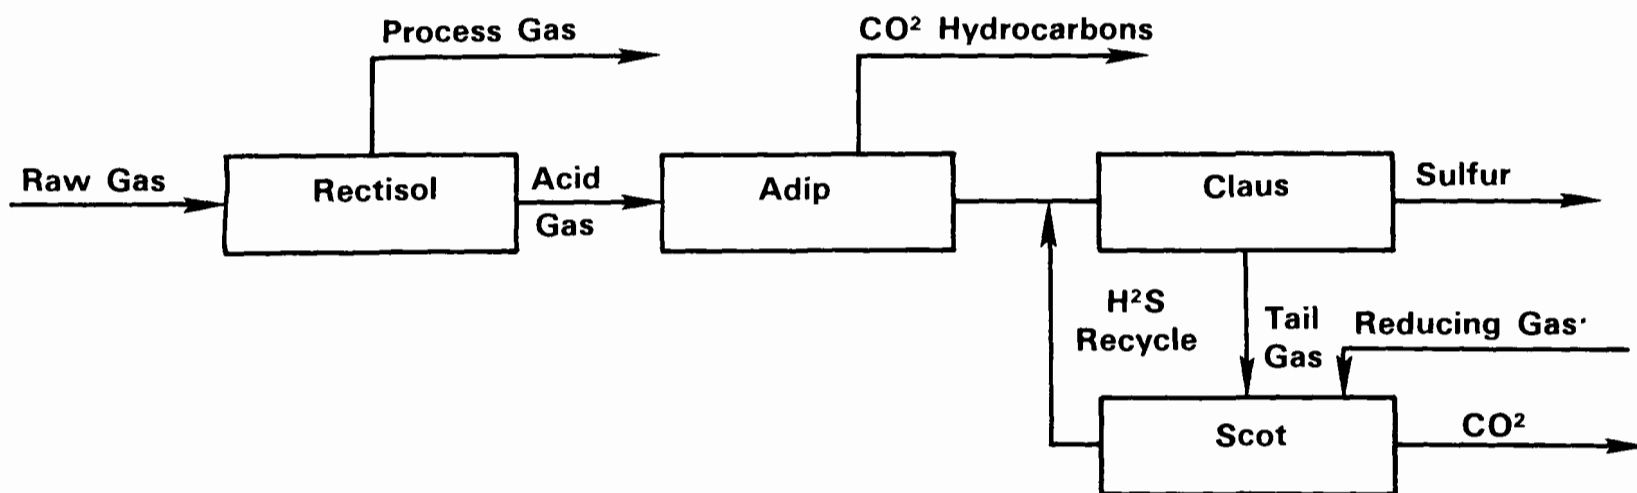 Process Gas
CO² Hydrocarbons
Raw Gas
Rectisol
Acid
Gas
Adip
Claus
Sulfur
H²S
Recycle
Tail
Gas
Reducing Gas
Scot
CO²